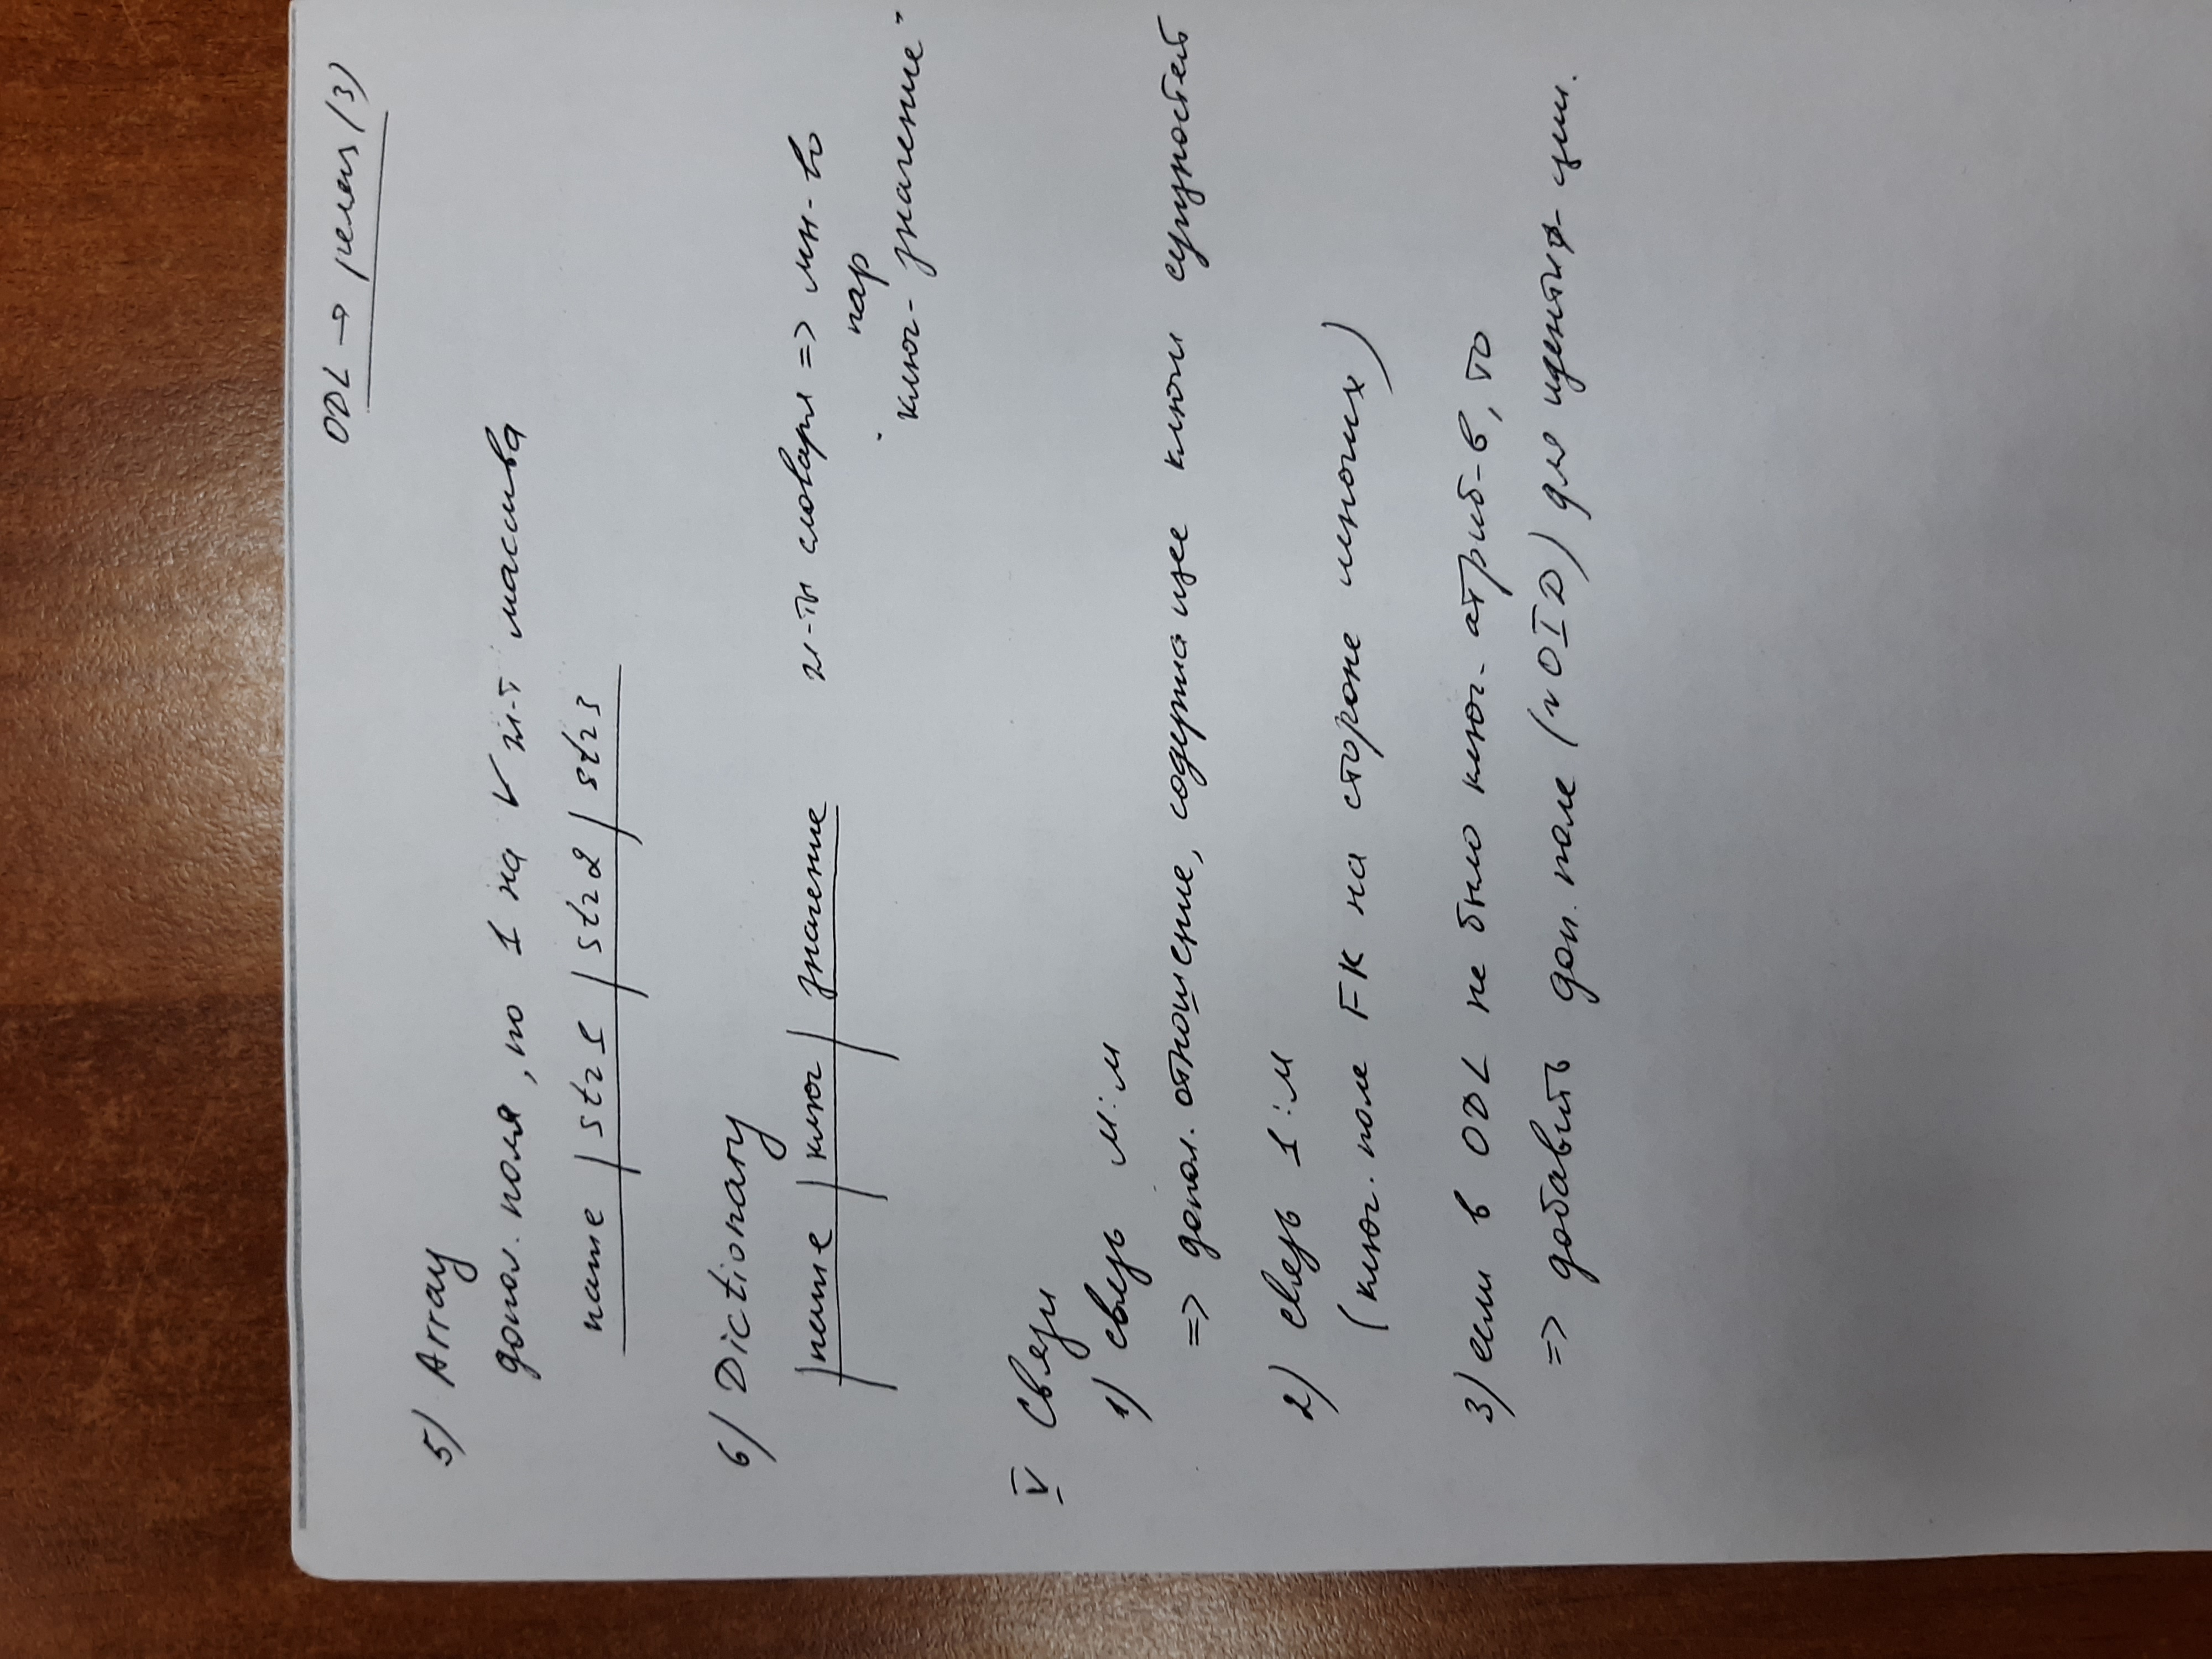 ODL → реляц (3)
5) Array
допол. поля, по 1 на ∀ эл-т массива
name | str1 | str2 | str3
6) Dictionary
| name | ключ | значение
эл-ты словаря => мн-во
пар
"ключ - значение"
V Связи
1) связь м:м
=> допол. отношение, содержащее ключи сущностей
2) связь 1:м
(ключ. поле FK на стороне многих)
3) если в ODL не было ключ. атриб-в, то
=> добавить доп. поле (~OID) для идентиф-ции.